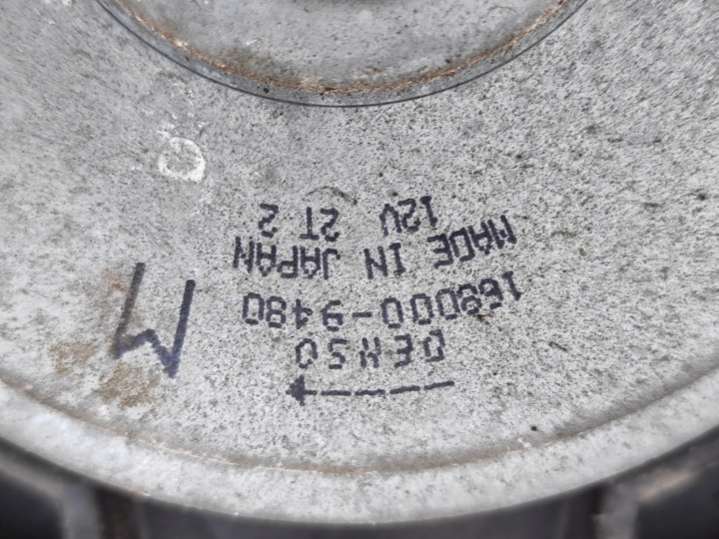 DENSO
168000-9480
M
MADE IN JAPAN
12V 2T 2